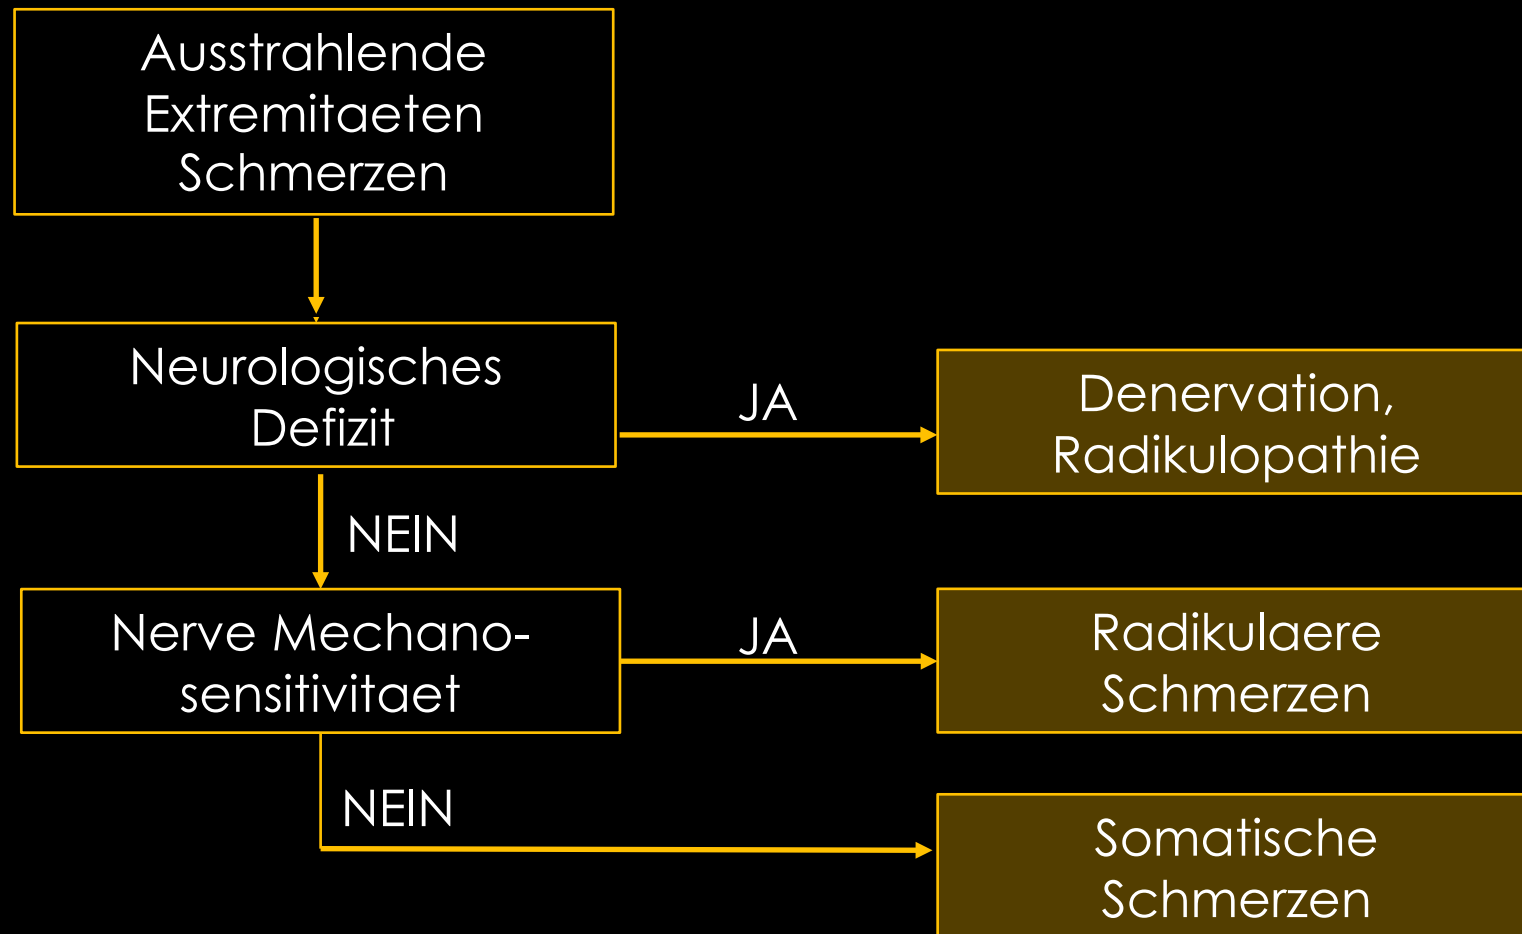 Ausstrahlende
Extremitaeten
Schmerzen
Neurologisches
Defizit
JA
Denervation,
Radikulopathie
NEIN
Nerve Mechano-
sensitivitaet
JA
Radikulaere
Schmerzen
NEIN
Somatische
Schmerzen